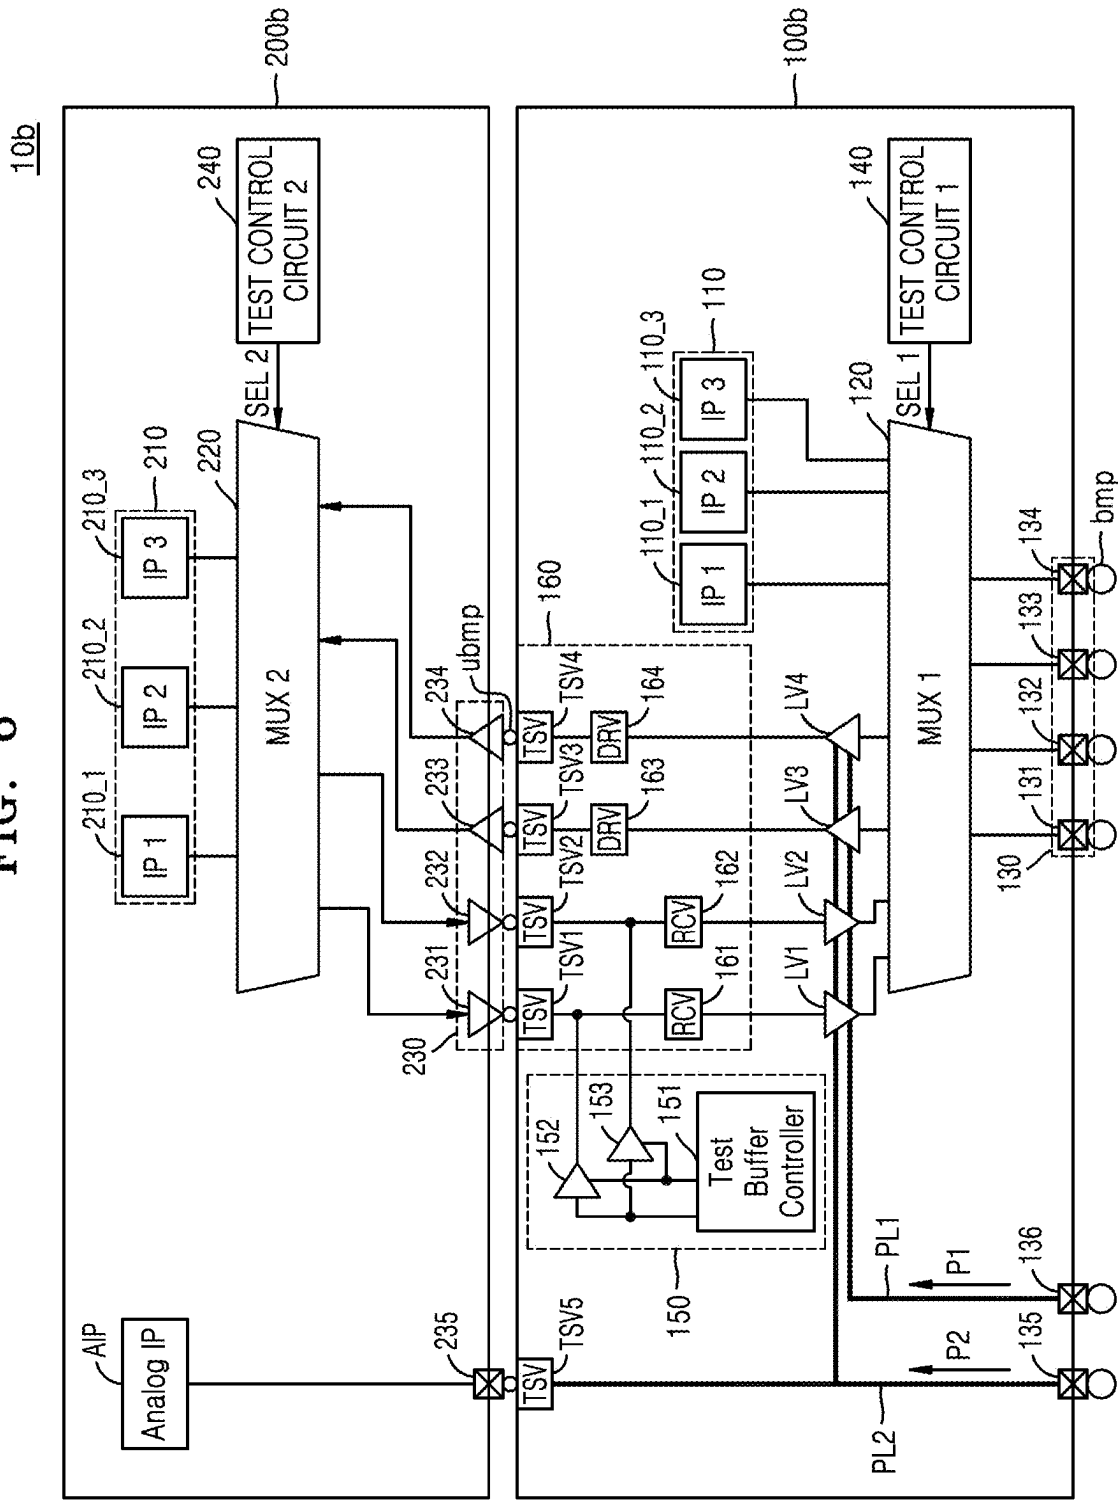 FIG.
10b
200b
AIP
Analog IP
210_1
IP 1
210_2
IP 2
210_3
IP 3
210
220
MUX 2
SEL 2
240
TEST CONTROL
CIRCUIT 2
235
230
231
232
233
234
ubmp
100b
TSV
TSV5
TSV
TSV1
TSV
TSV2
TSV
TSV3
TSV
TSV4
160
DRV
163
DRV
164
RCV
161
RCV
162
150
152
153
151
Test
Buffer
Controller
110_1
IP 1
110_2
IP 2
110_3
IP 3
110
LV1
LV2
LV3
LV4
120
MUX 1
SEL 1
140
TEST CONTROL
CIRCUIT 1
PL2
P2
PL1
P1
135
136
130
131
132
133
134
bmp